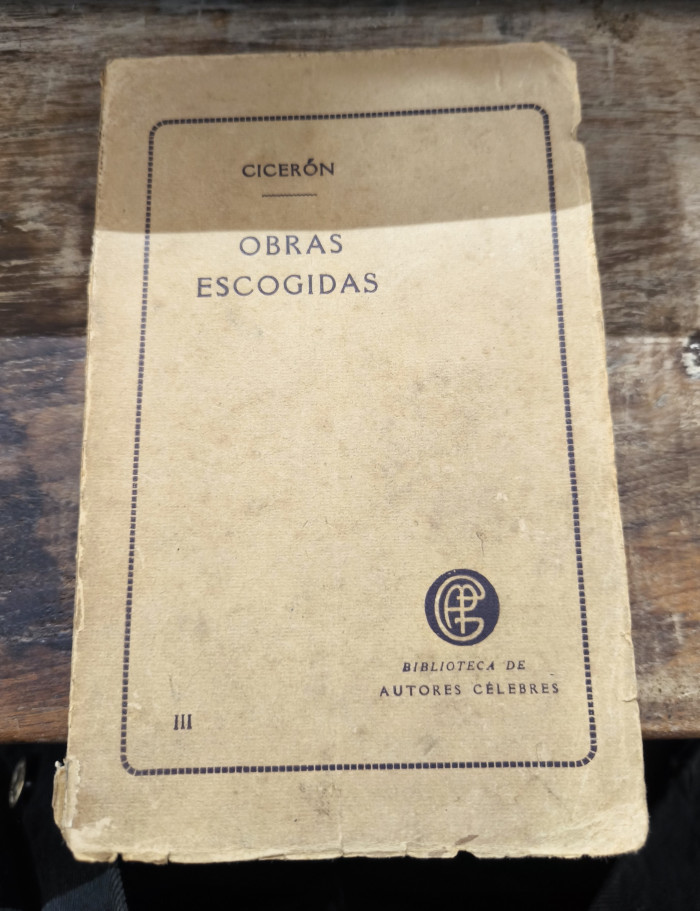 CICERÓN
OBRAS
ESCOGIDAS
BIBLIOTECA DE
AUTORES CÉLEBRES
III